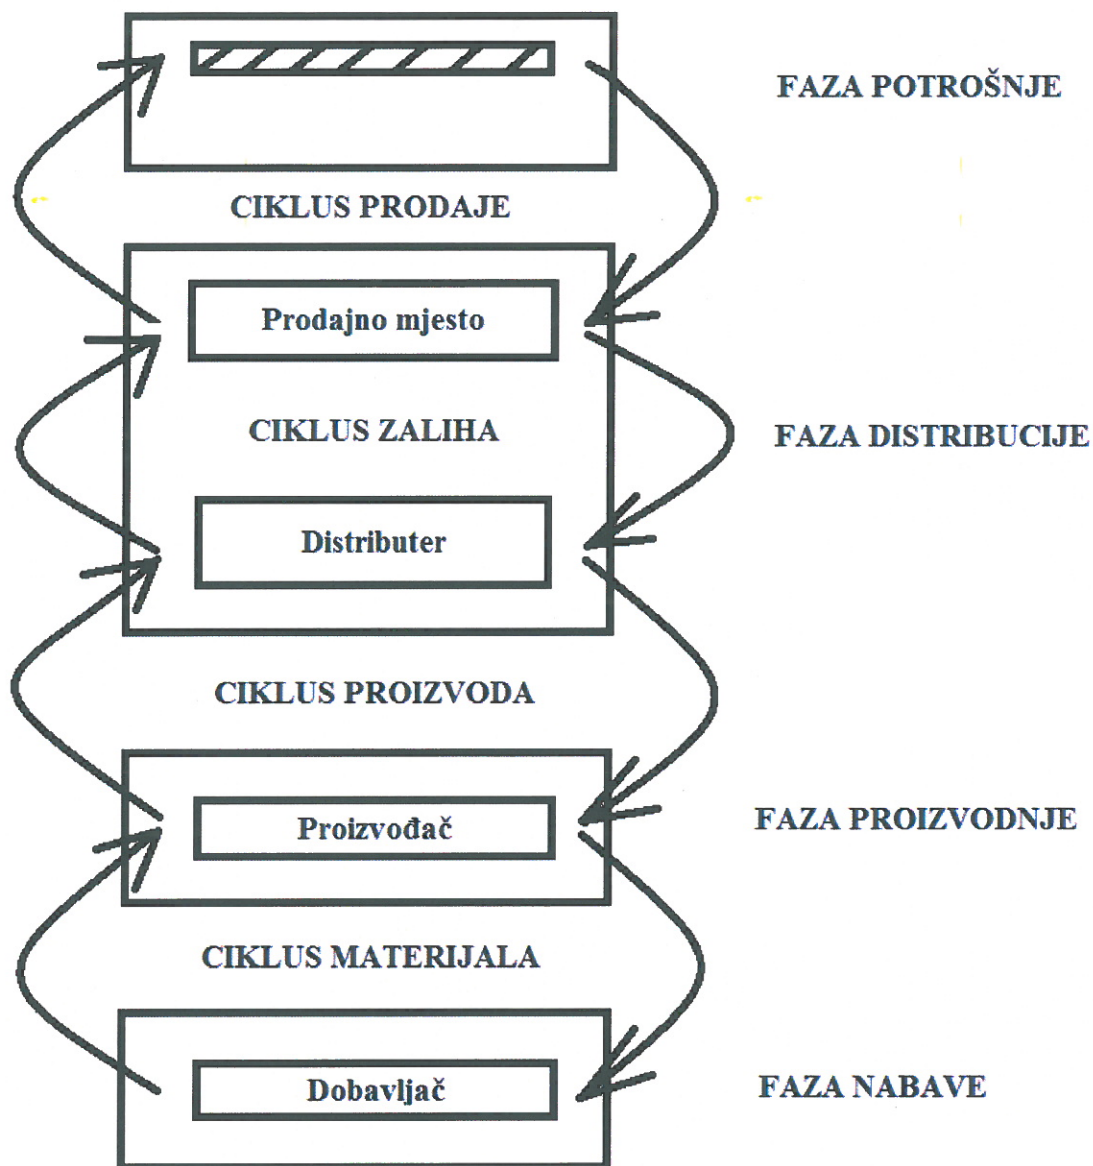 FAZA POTROŠNJE
CIKLUS PRODAJE
Prodajno mjesto
CIKLUS ZALIHA
FAZA DISTRIBUCIJE
Distributer
CIKLUS PROIZVODA
Proizvođač
FAZA PROIZVODNJE
CIKLUS MATERIJALA
Dobavljač
FAZA NABAVE